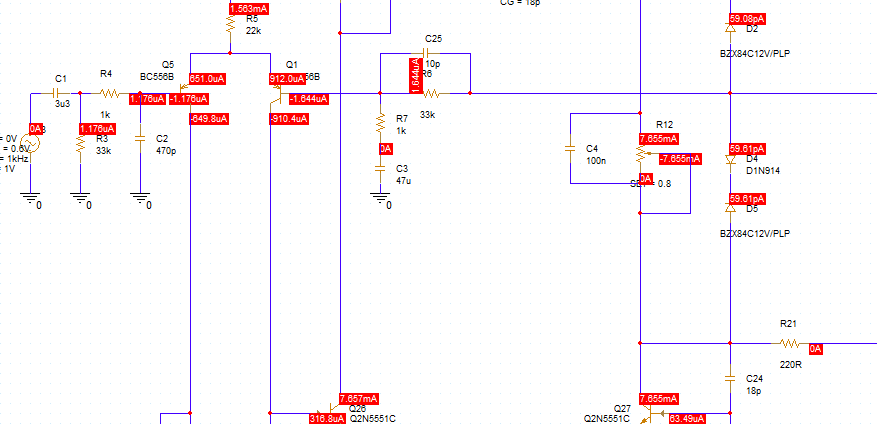 CG = 18p
1.563mA
R5
22k
59.08pA
D2
BZX84C12V/PLP
C25
10p
R6
33k
1.644uA
Q5
BC556B
651.0uA
-1.176uA
-649.8uA
Q1
56B
912.0uA
-1.644uA
-910.4uA
C1
3u3
R4
1k
1.176uA
0A
= 0V
= 0.6V
= 1kHz
= 1V
1.176uA
R3
33k
C2
470p
R7
1k
0A
C3
47u
0
0
0
0
C4
100n
R12
7.655mA
-7.655mA
0A
= 0.8
59.61pA
D4
D1N914
59.61pA
D5
BZX84C12V/PLP
R21
0A
220R
C24
18p
7.657mA
Q26
316.8uA
Q2N5551C
7.655mA
Q27
Q2N5551C
63.49uA